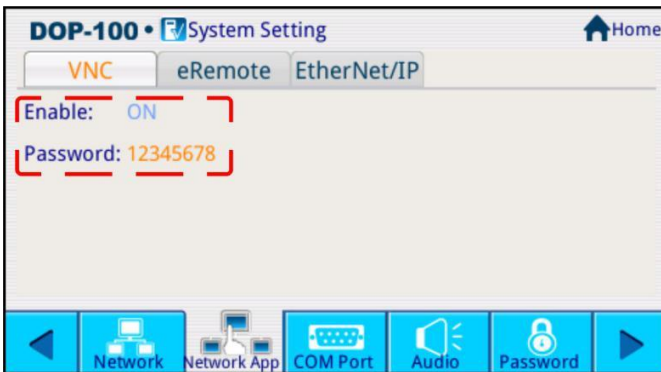 DOP-100 • System Setting Home
VNC eRemote EtherNet/IP
Enable: ON
Password: 12345678
Network Network App COM Port Audio Password